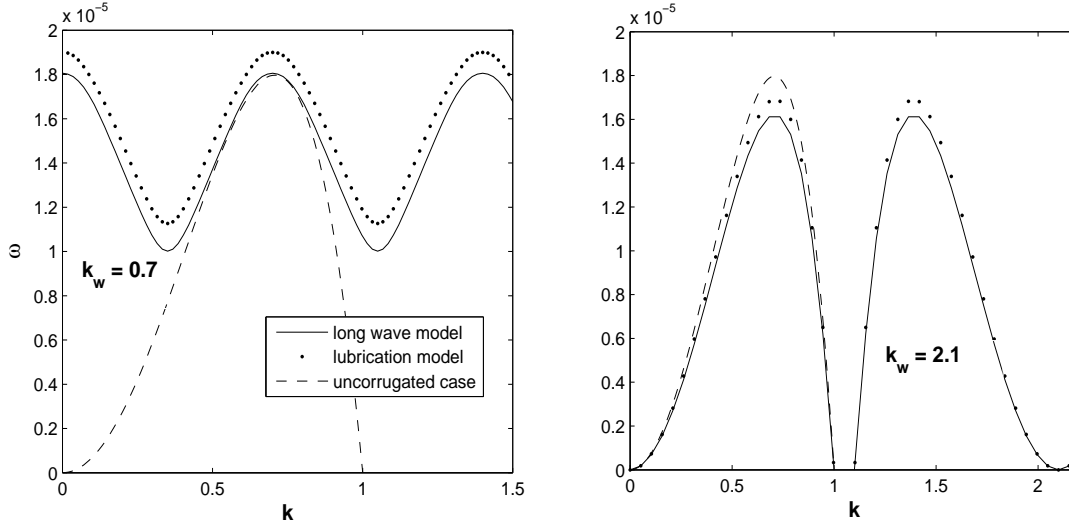 x 10⁻⁵
2
1.8
1.6
1.4
1.2
1
0.8
0.6
0.4
0.2
0
ω
k_w = 0.7
long wave model
lubrication model
uncorrugated case
0 0.5 1 1.5
k
x 10⁻⁵
2
1.8
1.6
1.4
1.2
1
0.8
0.6
0.4
0.2
0
k_w = 2.1
0 0.5 1 1.5 2
k